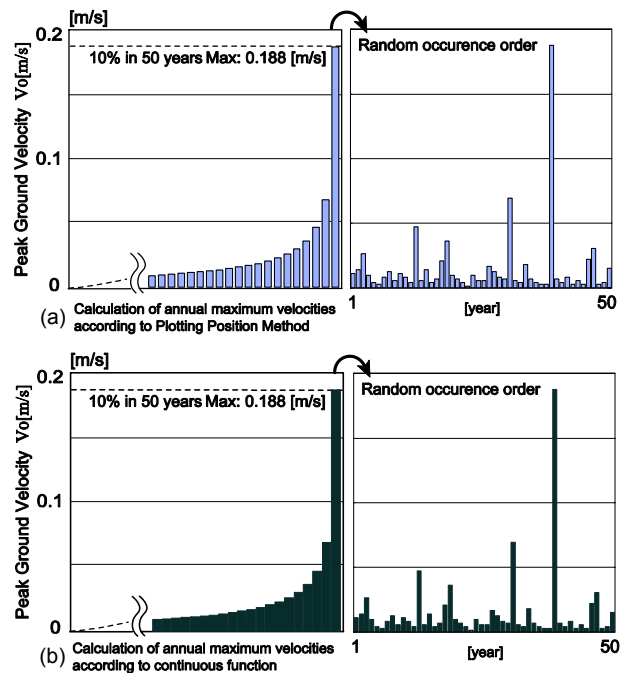 [m/s]
0.2
10% in 50 years Max: 0.188 [m/s]
Random occurence order
Peak Ground Velocity Vo[m/s]
0.1
0
1
50
[year]
(a) Calculation of annual maximum velocities
according to Plotting Position Method
[m/s]
0.2
10% in 50 years Max: 0.188 [m/s]
Random occurence order
Peak Ground Velocity Vo[m/s]
0.1
0
1
50
[year]
(b) Calculation of annual maximum velocities
according to continuous function